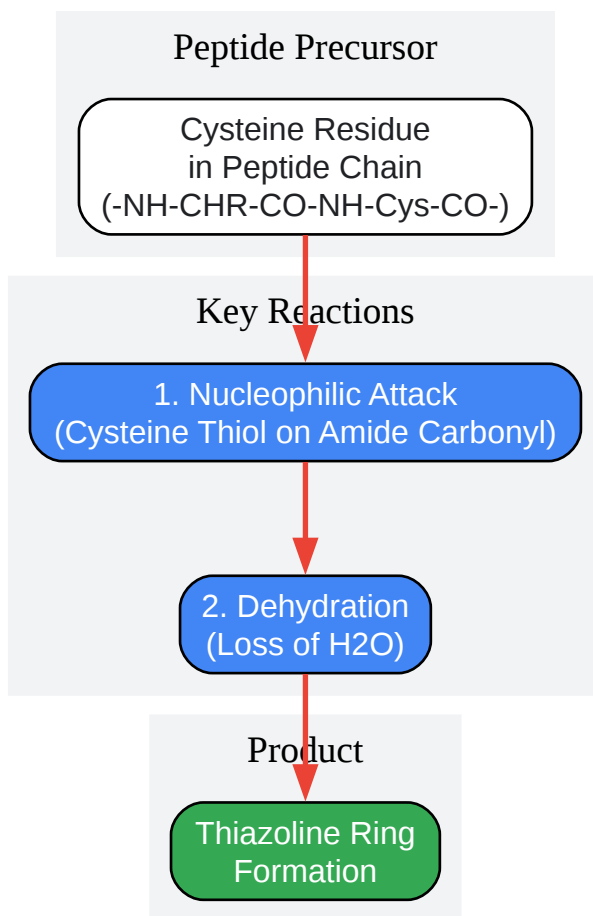 Peptide Precursor
Cysteine Residue
in Peptide Chain
(-NH-CHR-CO-NH-Cys-CO-)
Key Reactions
1. Nucleophilic Attack
(Cysteine Thiol on Amide Carbonyl)
2. Dehydration
(Loss of H2O)
Product
Thiazoline Ring
Formation